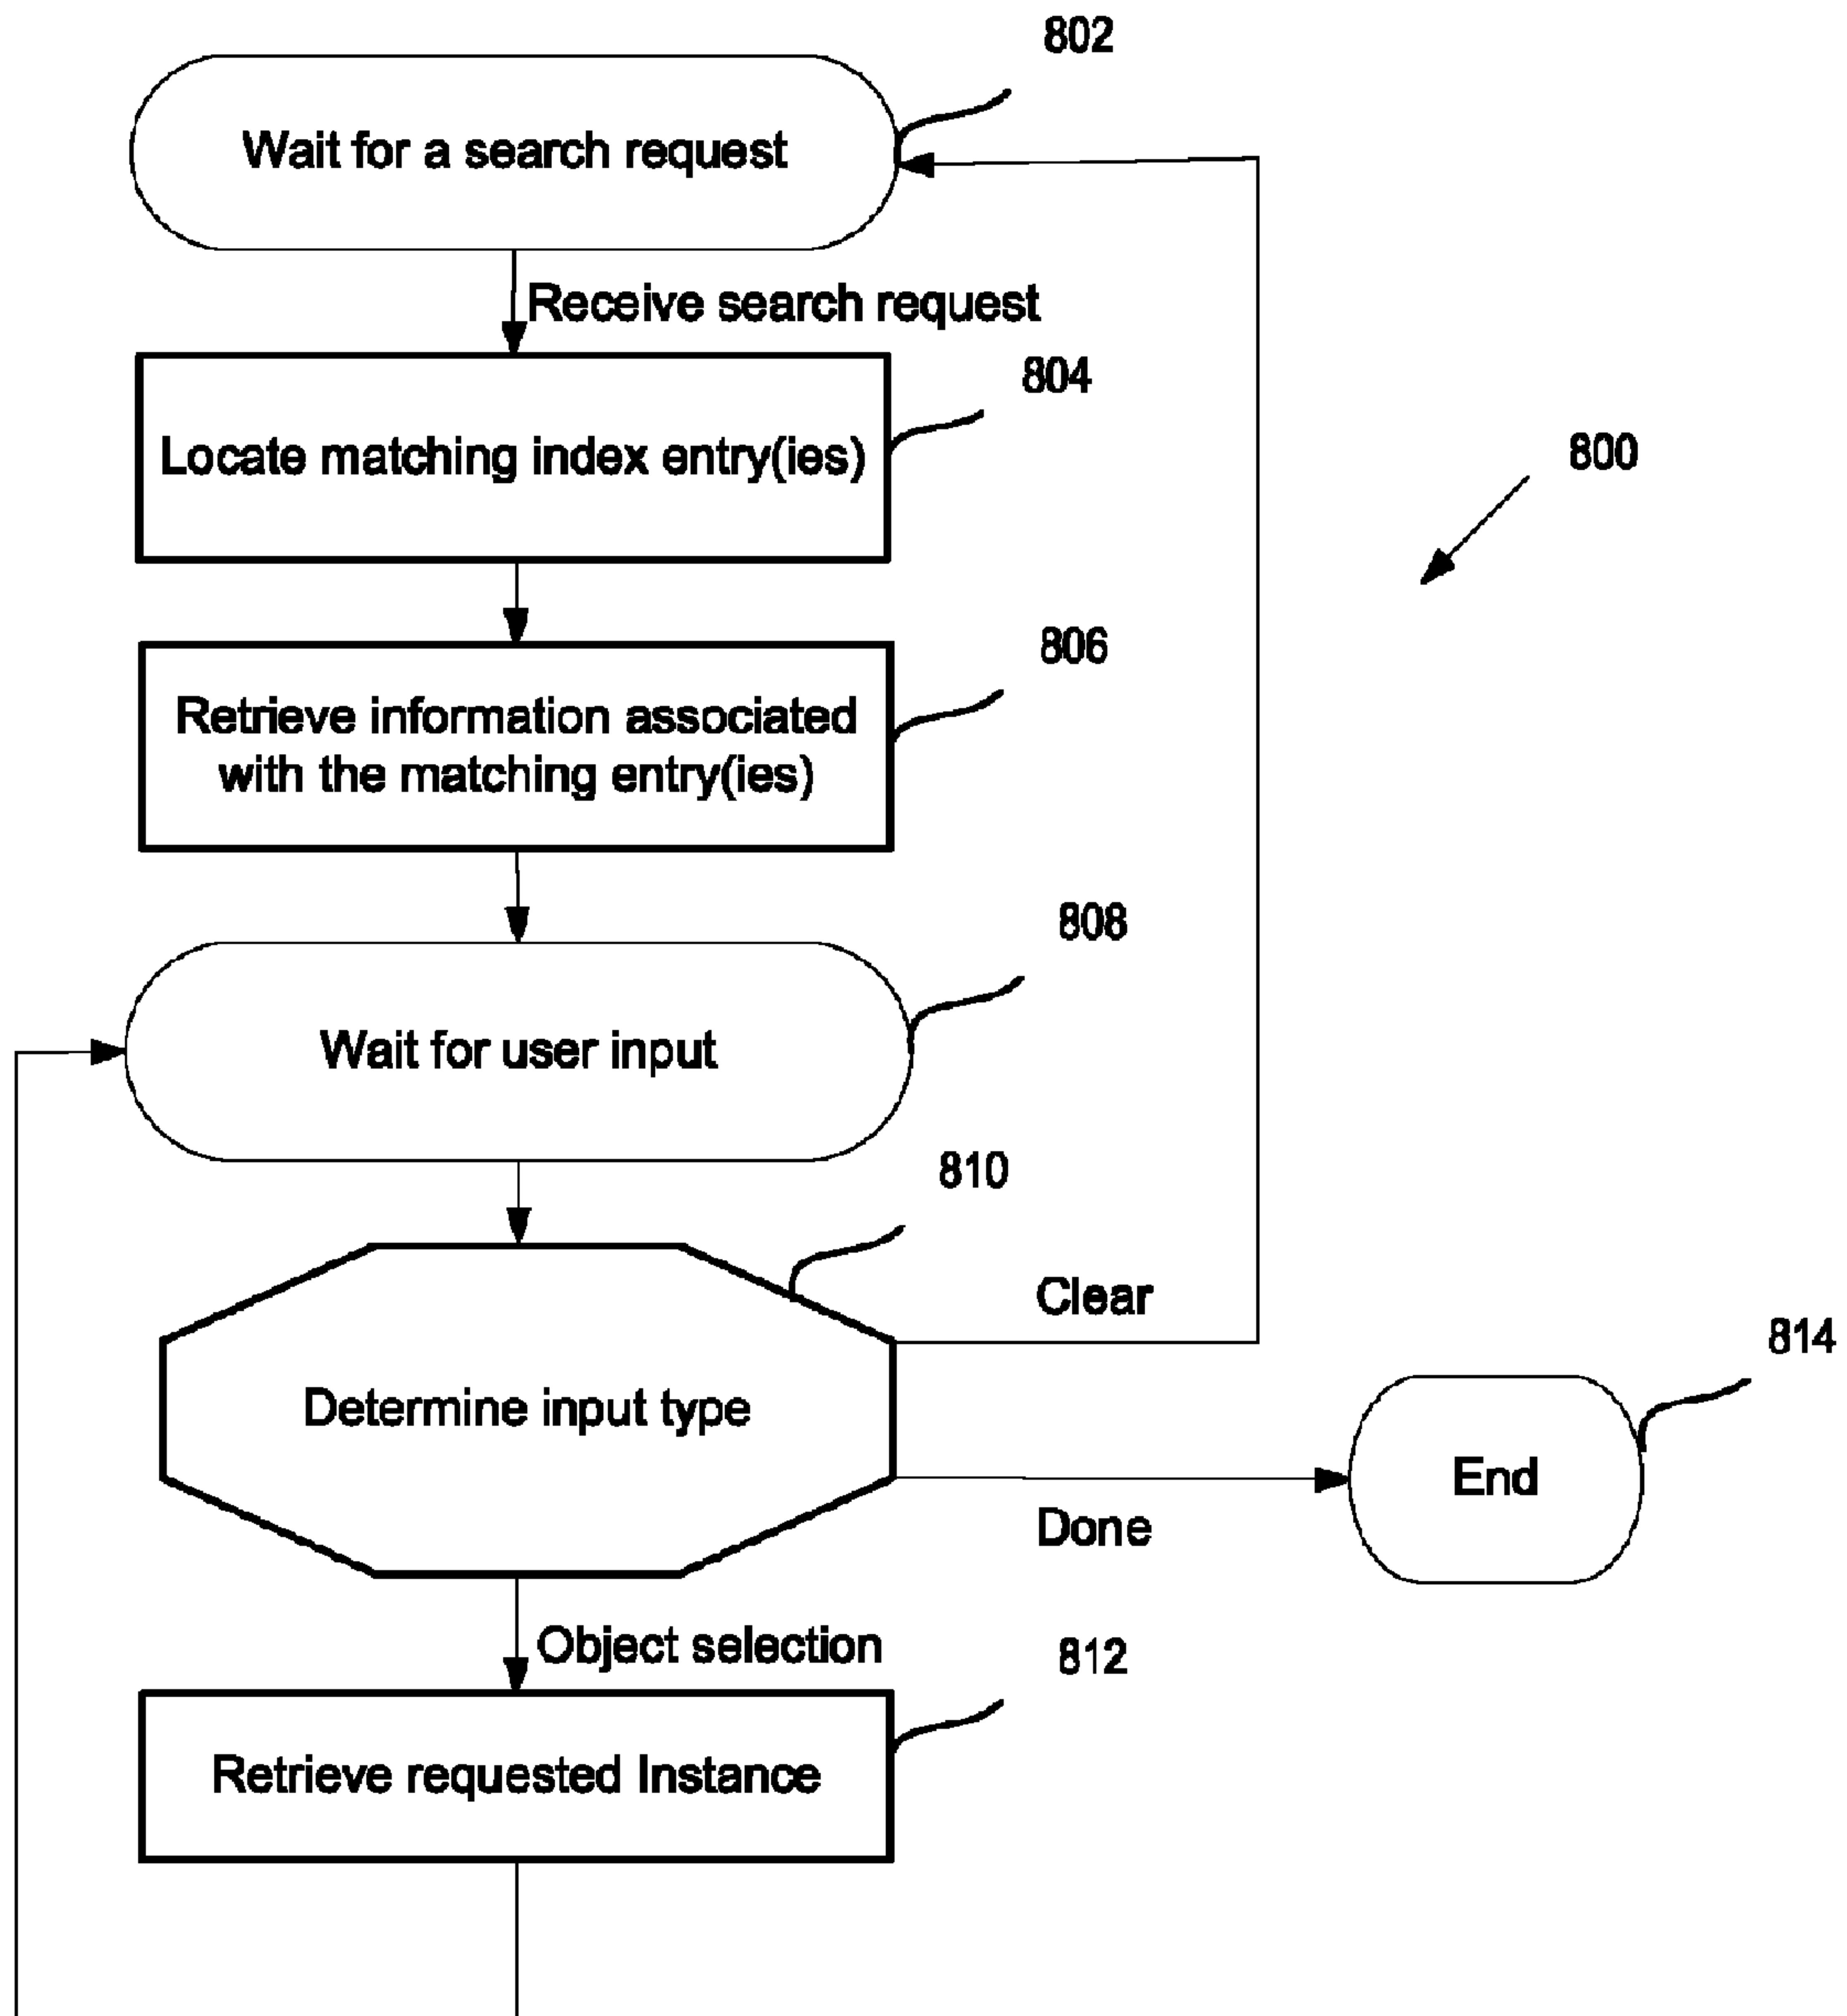 802
Wait for a search request
Receive search request
804
Locate matching index entry(ies)
800
806
Retrieve information associated
with the matching entry(ies)
808
Wait for user input
810
Clear
Determine input type
814
End
Done
Object selection
812
Retrieve requested Instance